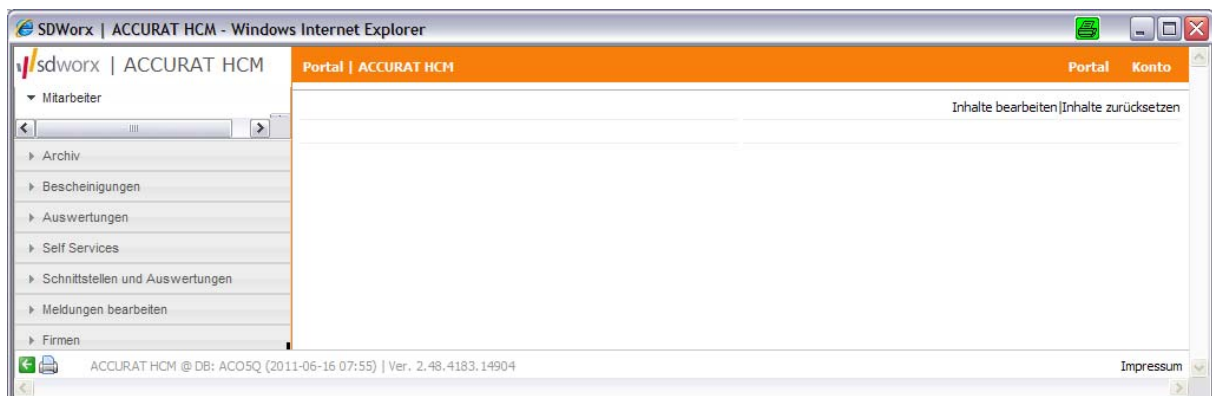 SDWorx | ACCURAT HCM - Windows Internet Explorer
sdworx | ACCURAT HCM
Portal | ACCURAT HCM
Portal Konto
Mitarbeiter
Inhalte bearbeiten|Inhalte zurücksetzen
Archiv
Bescheinigungen
Auswertungen
Self Services
Schnittstellen und Auswertungen
Meldungen bearbeiten
Firmen
ACCURAT HCM @ DB: ACO5Q (2011-06-16 07:55) | Ver. 2.48.4183.14904
Impressum